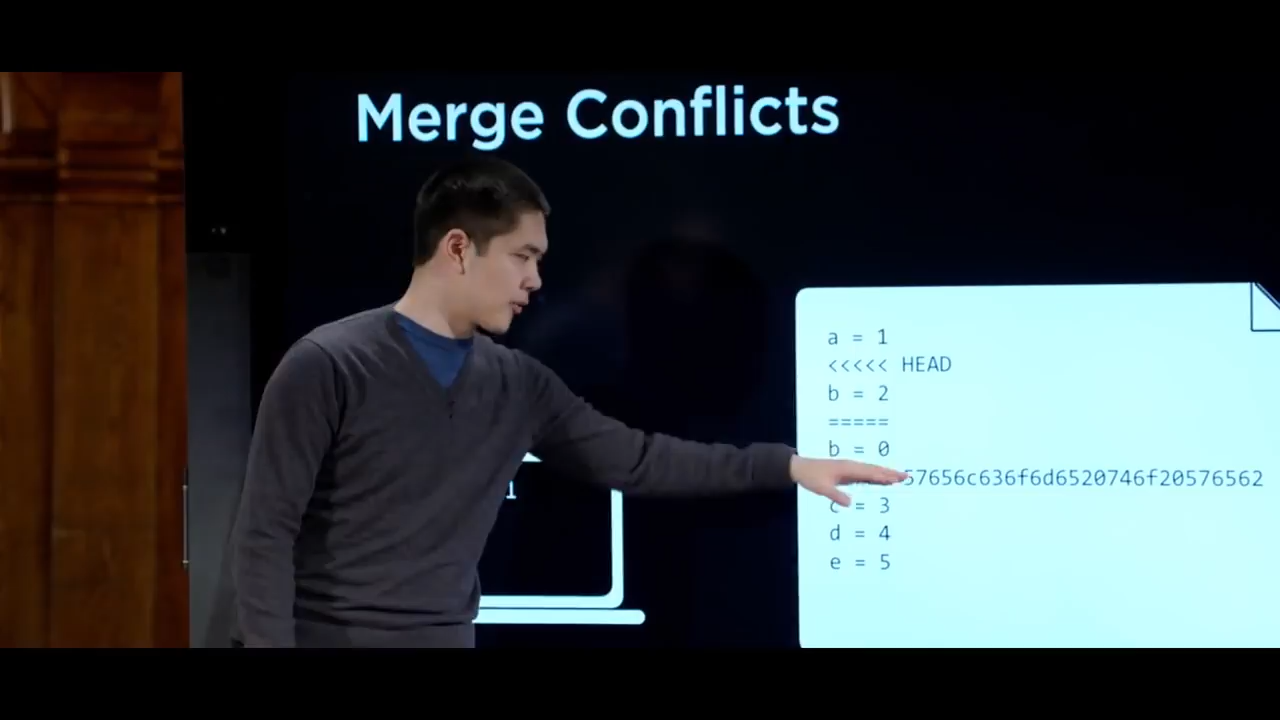 Merge Conflicts
a = 1
<<<<< HEAD
b = 2
=====
b = 0
57656c636f6d6520746f20576562
c = 3
d = 4
e = 5